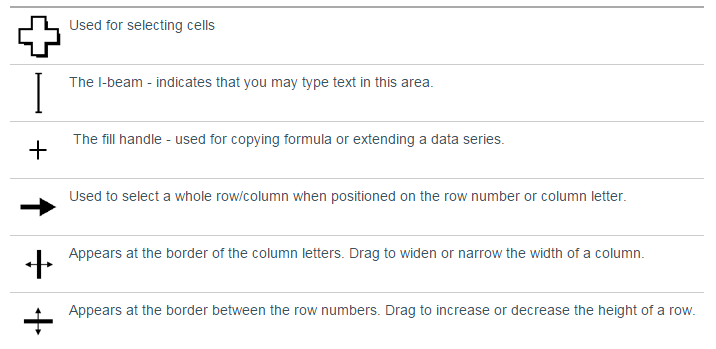 Used for selecting cells
The I-beam - indicates that you may type text in this area.
The fill handle - used for copying formula or extending a data series.
Used to select a whole row/column when positioned on the row number or column letter.
Appears at the border of the column letters. Drag to widen or narrow the width of a column.
Appears at the border between the row numbers. Drag to increase or decrease the height of a row.